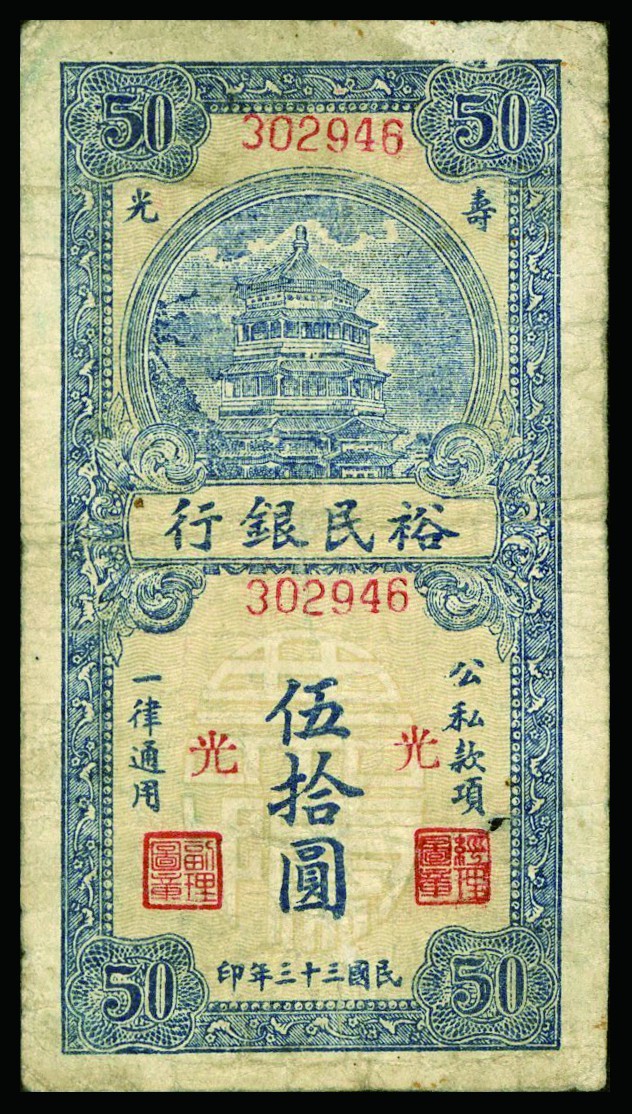 50 50
302946
壽光
裕民銀行
302946
公私款項
伍拾圓
一律通用
光 光
經理圖章
副理圖章
民國三十三年印
50 50